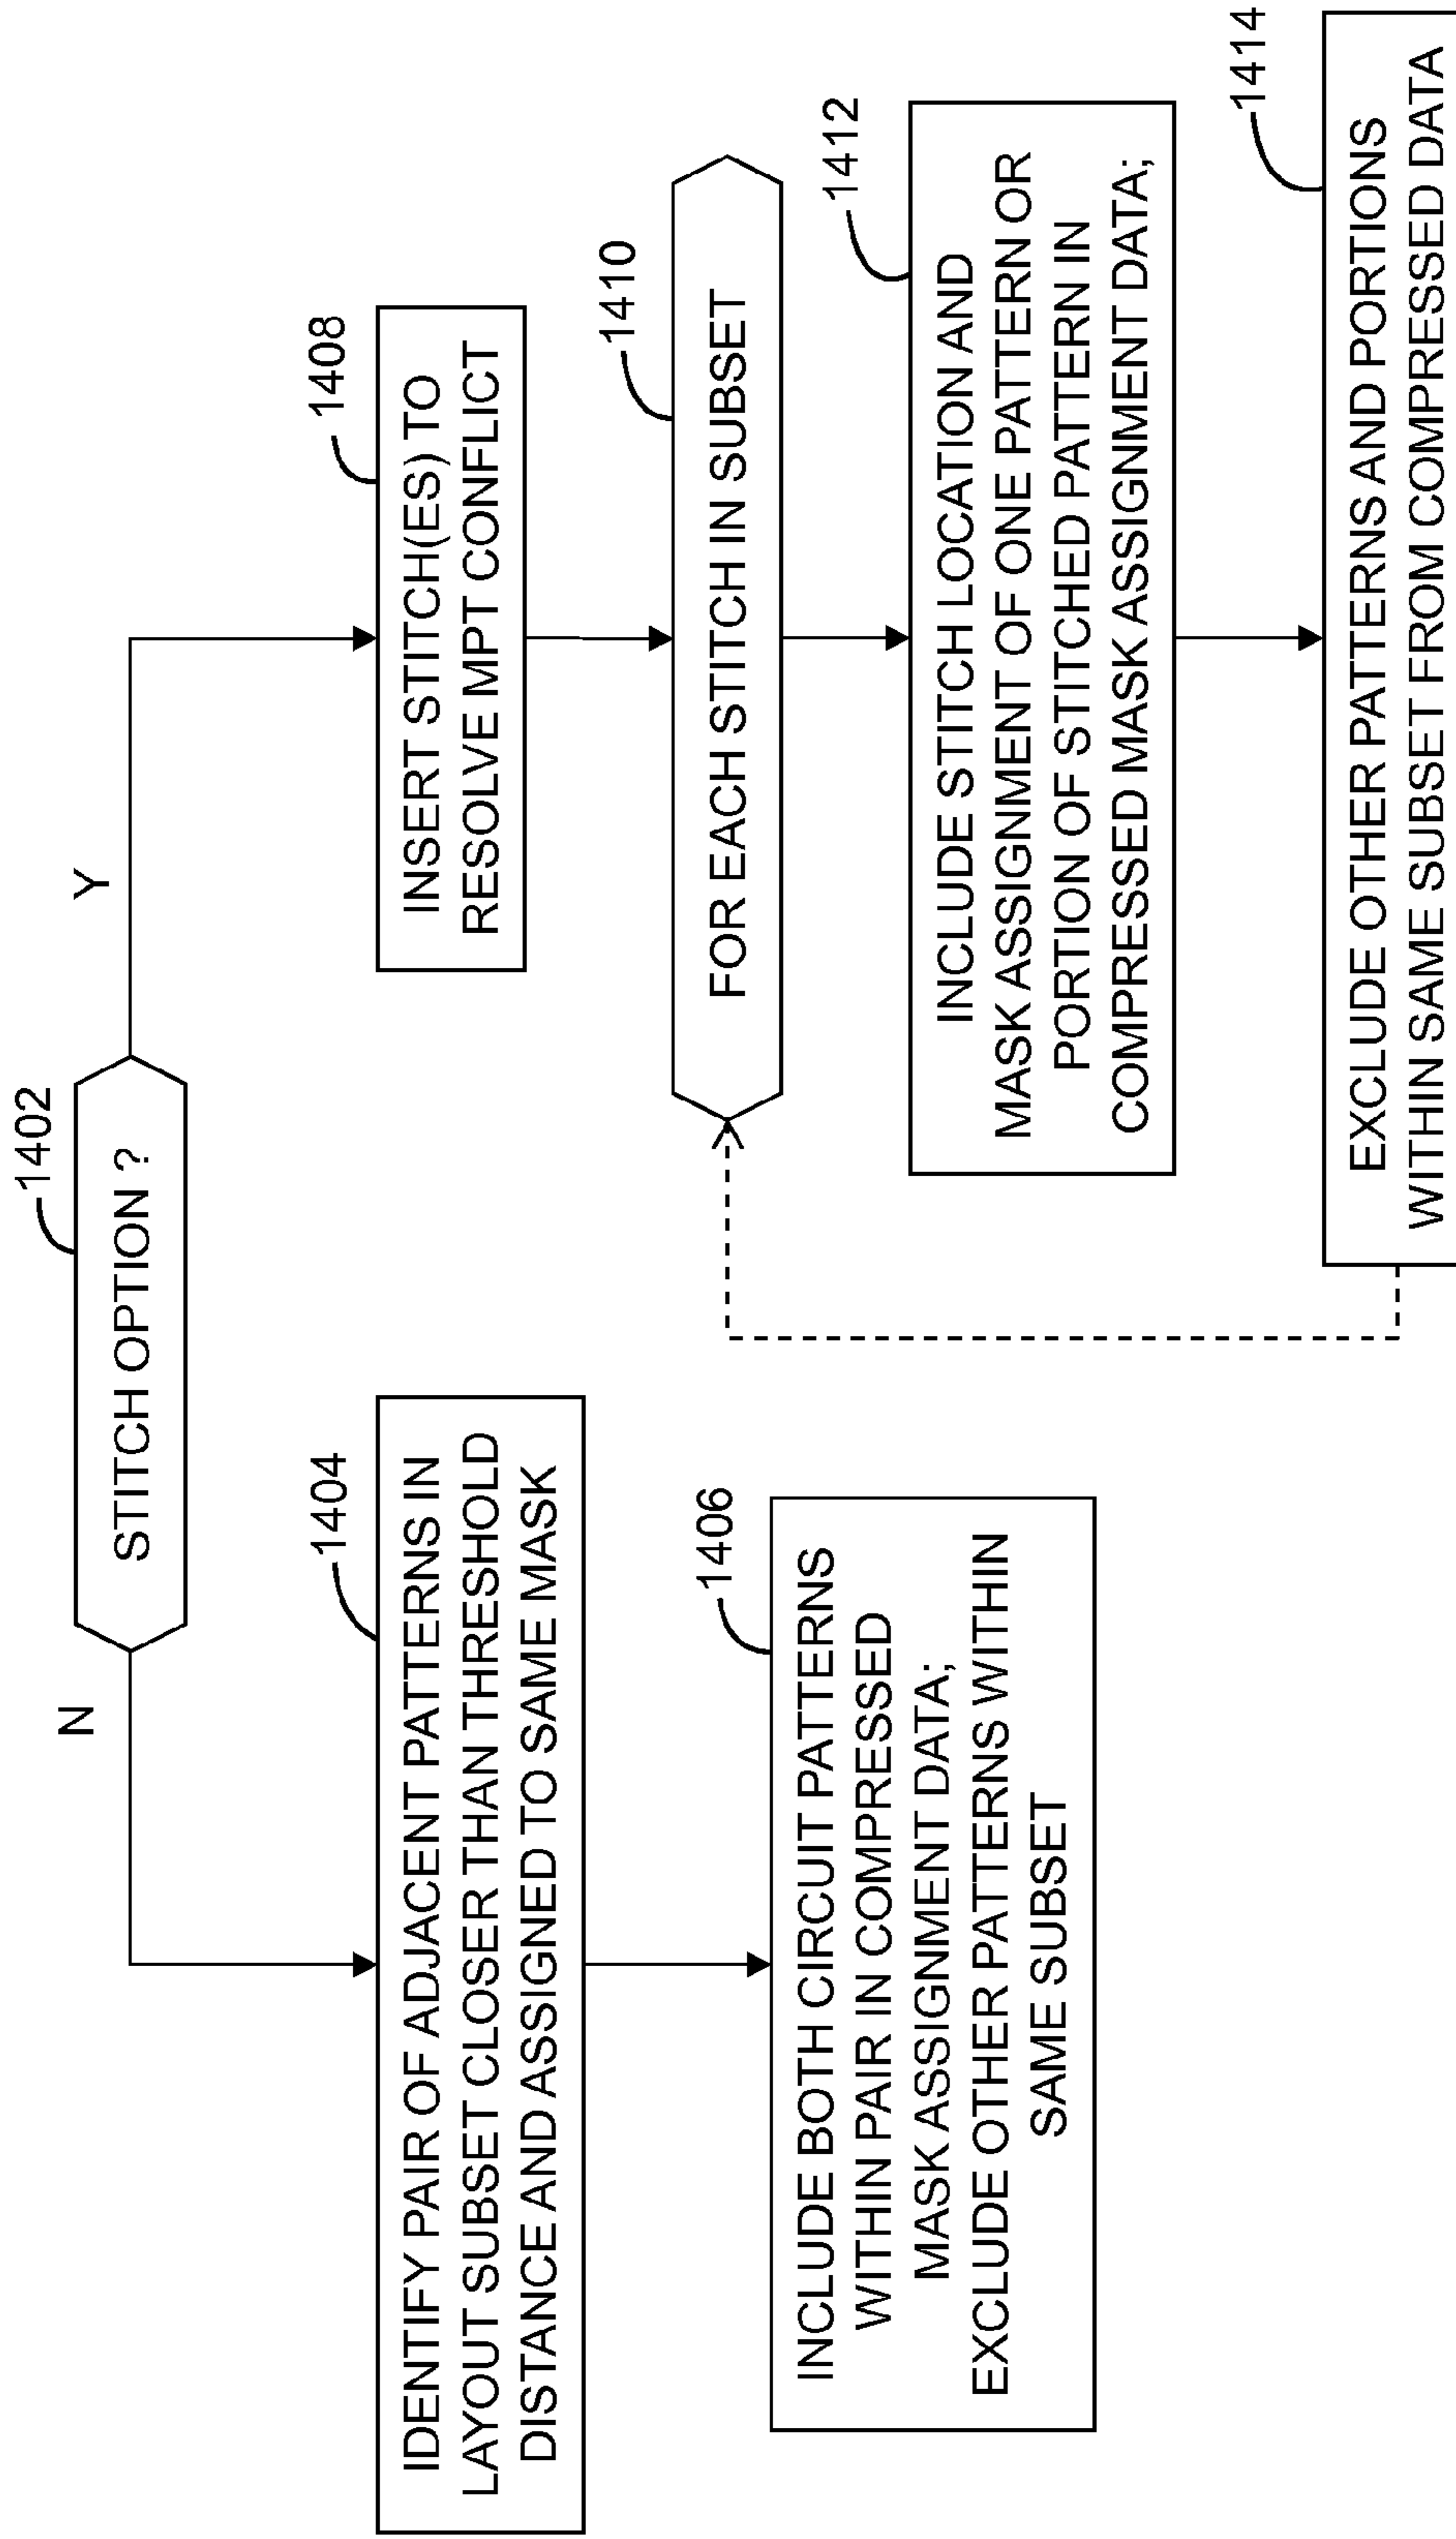 1402
STITCH OPTION ?
N
Y
1404
IDENTIFY PAIR OF ADJACENT PATTERNS IN
LAYOUT SUBSET CLOSER THAN THRESHOLD
DISTANCE AND ASSIGNED TO SAME MASK
1406
INCLUDE BOTH CIRCUIT PATTERNS
WITHIN PAIR IN COMPRESSED
MASK ASSIGNMENT DATA;
EXCLUDE OTHER PATTERNS WITHIN
SAME SUBSET
1408
INSERT STITCH(ES) TO
RESOLVE MPT CONFLICT
1410
FOR EACH STITCH IN SUBSET
1412
INCLUDE STITCH LOCATION AND
MASK ASSIGNMENT OF ONE PATTERN OR
PORTION OF STITCHED PATTERN IN
COMPRESSED MASK ASSIGNMENT DATA;
1414
EXCLUDE OTHER PATTERNS AND PORTIONS
WITHIN SAME SUBSET FROM COMPRESSED DATA